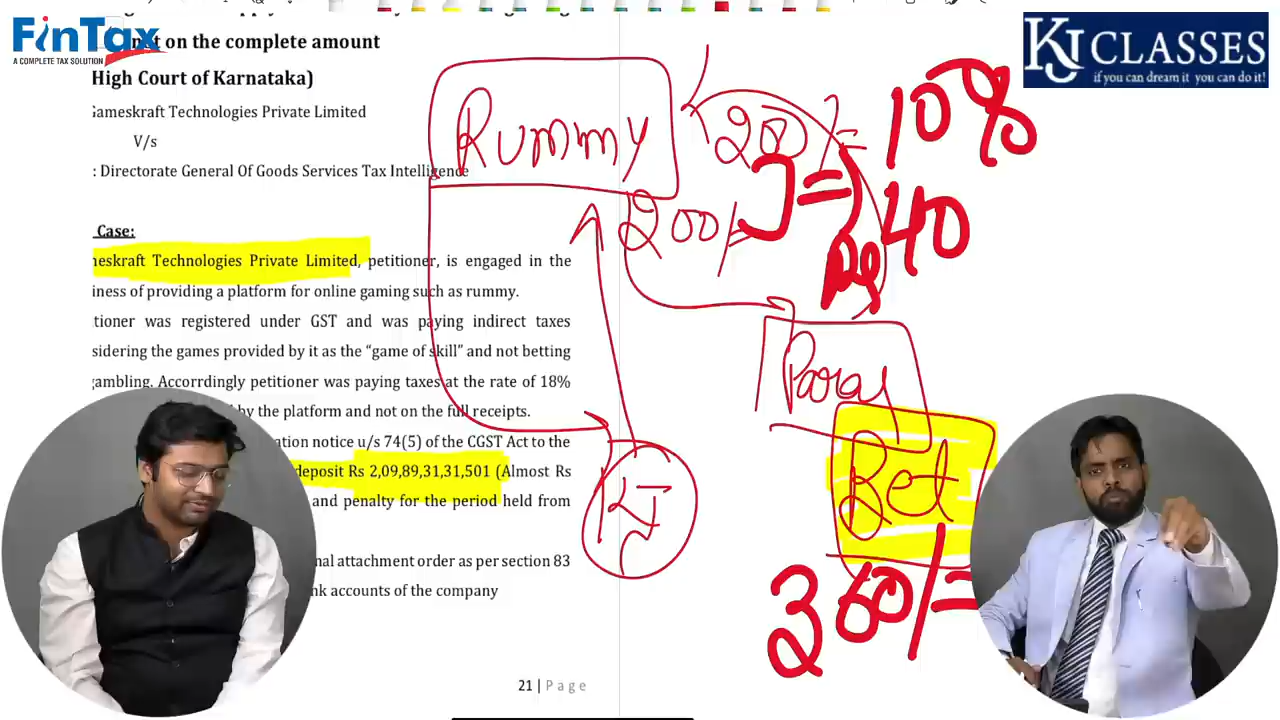 FinTax
A COMPLETE TAX SOLUTION
KJ CLASSES
if you can dream it you can do it!
on the complete amount
High Court of Karnataka)
Gameskraft Technologies Private Limited
V/s
: Directorate General Of Goods Services Tax Intelligence
Case:
neskraft Technologies Private Limited, petitioner, is engaged in the
iness of providing a platform for online gaming such as rummy.
tioner was registered under GST and was paying indirect taxes
sidering the games provided by it as the “game of skill” and not betting
gambling. Accorrdingly petitioner was paying taxes at the rate of 18%
by the platform and not on the full receipts.
ation notice u/s 74(5) of the CGST Act to the
deposit Rs 2,09,89,31,31,501 (Almost Rs
and penalty for the period held from
nal attachment order as per section 83
nk accounts of the company
21 | Page
Rummy
200/-
10%
200/-
40
Paras
KJ
Bet
360/=